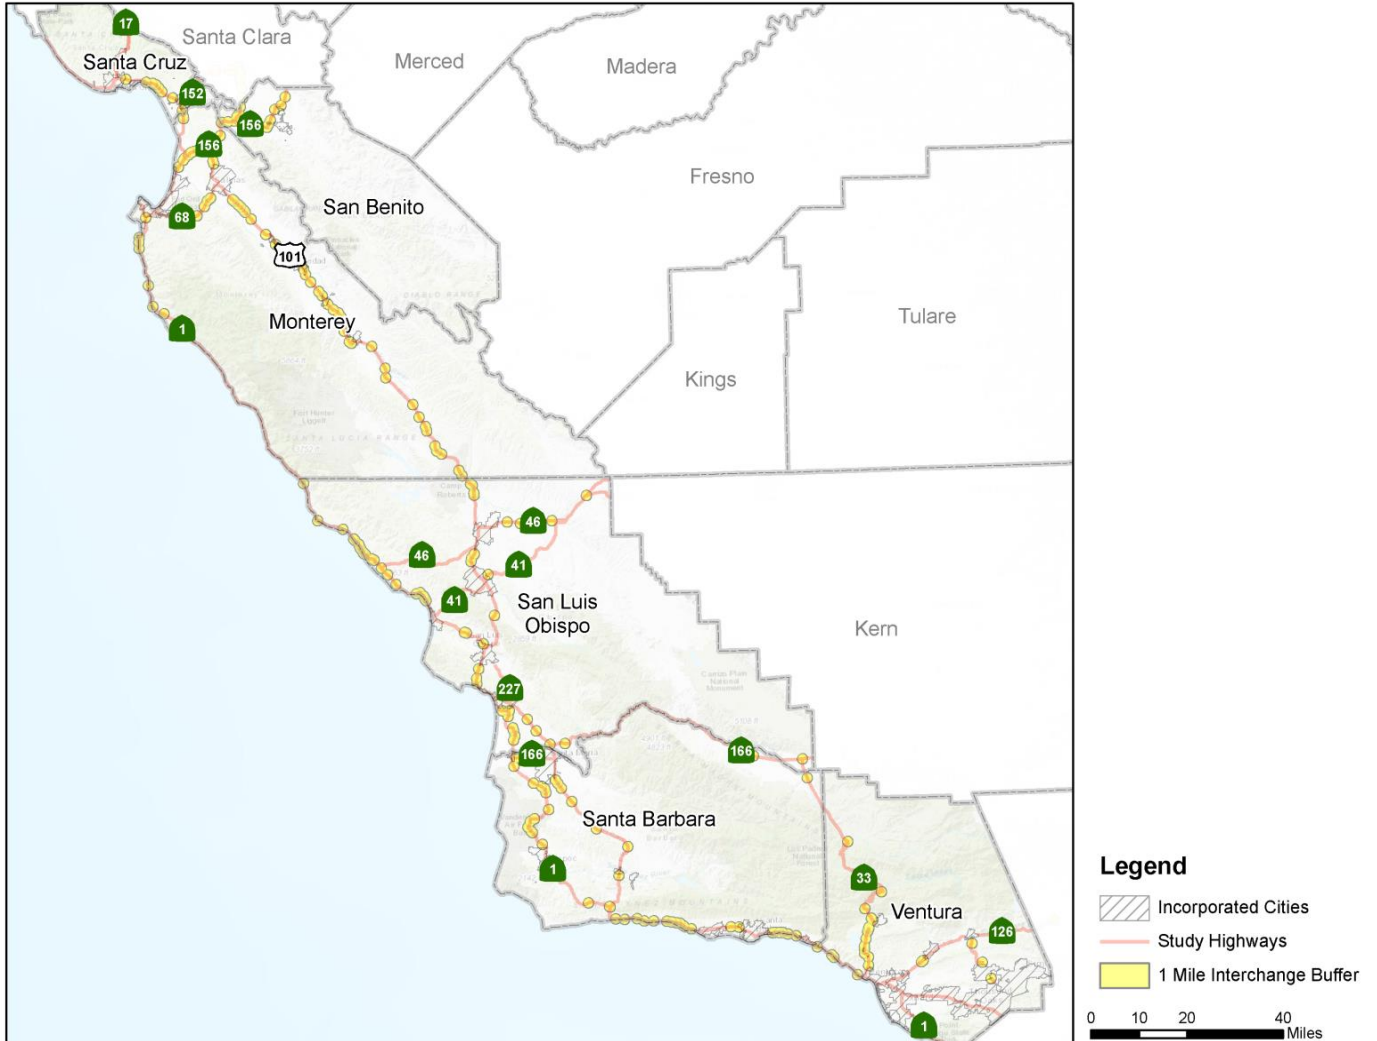 17
Santa Clara
Santa Cruz
Merced
Madera
152
156
156
Fresno
San Benito
68
101
Monterey
1
Tulare
Kings
46
46
41
41
San Luis
Obispo
Kern
227
166
166
Santa Barbara
1
33
Ventura
126
1
Legend
Incorporated Cities
Study Highways
1 Mile Interchange Buffer
0 10 20 40
Miles